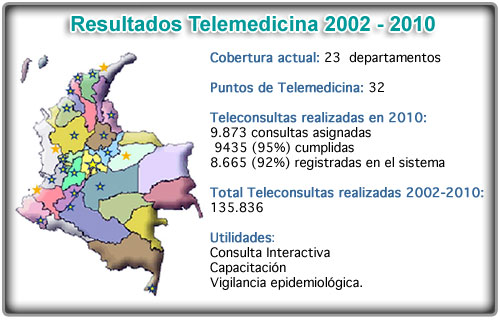 Resultados Telemedicina 2002 - 2010
Cobertura actual: 23 departamentos
Puntos de Telemedicina: 32
Teleconsultas realizadas en 2010:
9.873 consultas asignadas
9435 (95%) cumplidas
8.665 (92%) registradas en el sistema
Total Teleconsultas realizadas 2002-2010:
135.836
Utilidades:
Consulta Interactiva
Capacitación
Vigilancia epidemiológica.